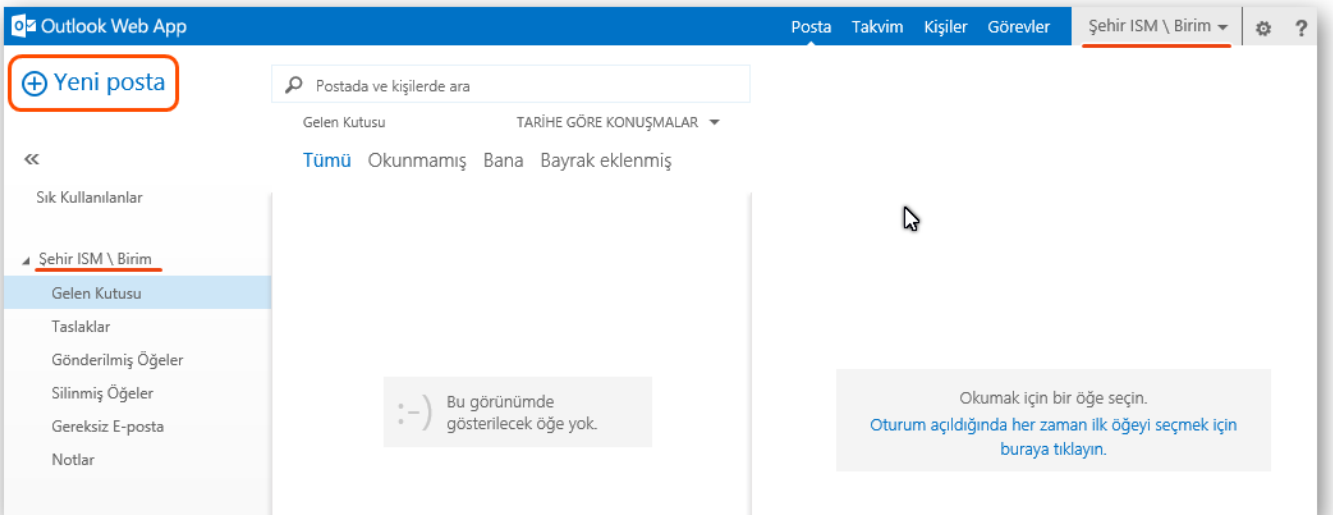 Outlook Web App
Posta Takvim Kişiler Görevler Şehir ISM \ Birim ?
Yeni posta
Postada ve kişilerde ara
Gelen Kutusu TARİHE GÖRE KONUŞMALAR
Tümü Okunmamış Bana Bayrak eklenmiş
Sık Kullanılanlar
Şehir ISM \ Birim
Gelen Kutusu
Taslaklar
Gönderilmiş Öğeler
Silinmiş Öğeler
Gereksiz E-posta
Notlar
:-)
Bu görünümde
gösterilecek öğe yok.
Okumak için bir öğe seçin.
Oturum açıldığında her zaman ilk öğeyi seçmek için
buraya tıklayın.